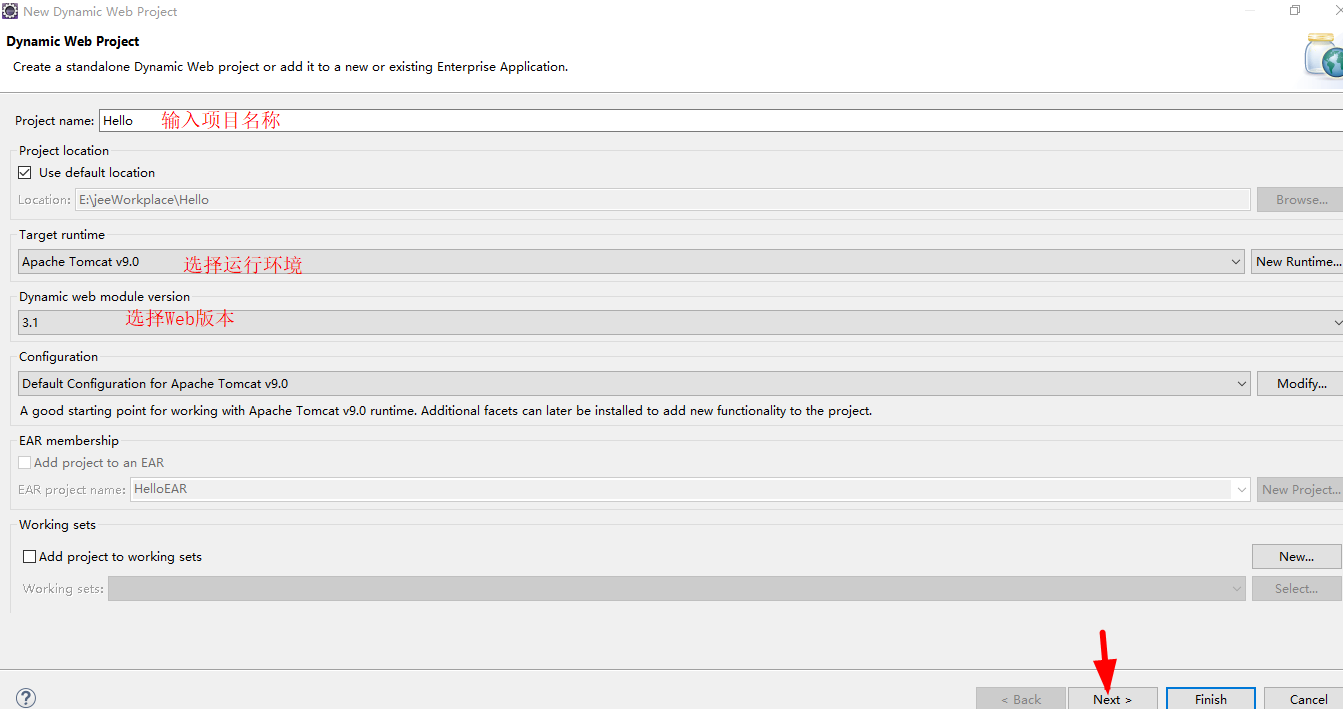 New Dynamic Web Project
Dynamic Web Project
Create a standalone Dynamic Web project or add it to a new or existing Enterprise Application.
Project name: Hello 输入项目名称
Project location
Use default location
Location: E:\jeeWorkplace\Hello Browse...
Target runtime
Apache Tomcat v9.0 选择运行环境 New Runtime...
Dynamic web module version
3.1 选择Web版本
Configuration
Default Configuration for Apache Tomcat v9.0 Modify...
A good starting point for working with Apache Tomcat v9.0 runtime. Additional facets can later be installed to add new functionality to the project.
EAR membership
Add project to an EAR
EAR project name: HelloEAR New Project...
Working sets
Add project to working sets New...
Working sets: Select...
? < Back Next > Finish Cancel